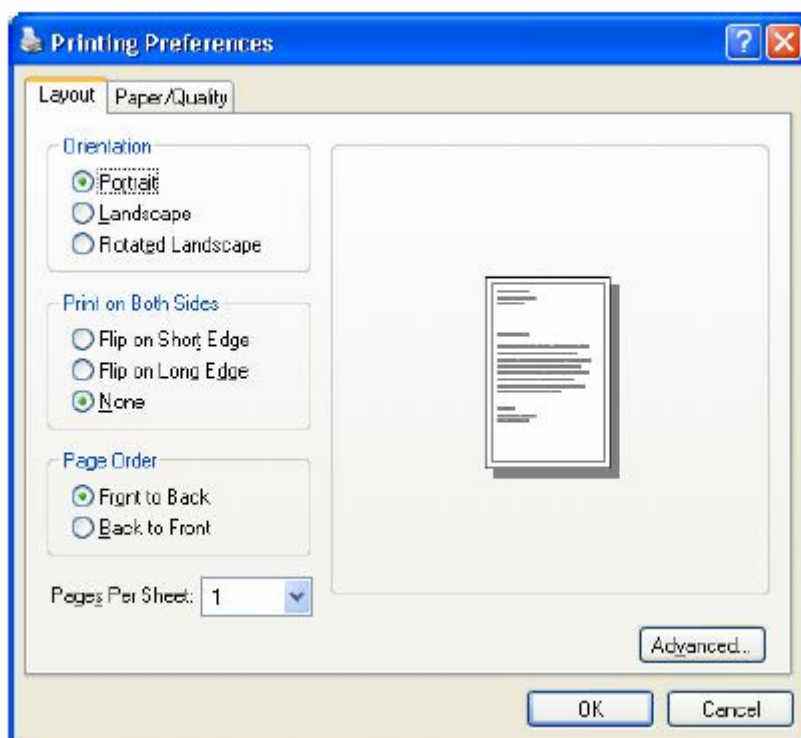 Printing Preferences
Layout Paper/Quality
Orientation
Portrait
Landscape
Rotated Landscape
Print on Both Sides
Flip on Short Edge
Flip on Long Edge
None
Page Order
Front to Back
Back to Front
Pages Per Sheet: 1
Advanced...
OK Cancel